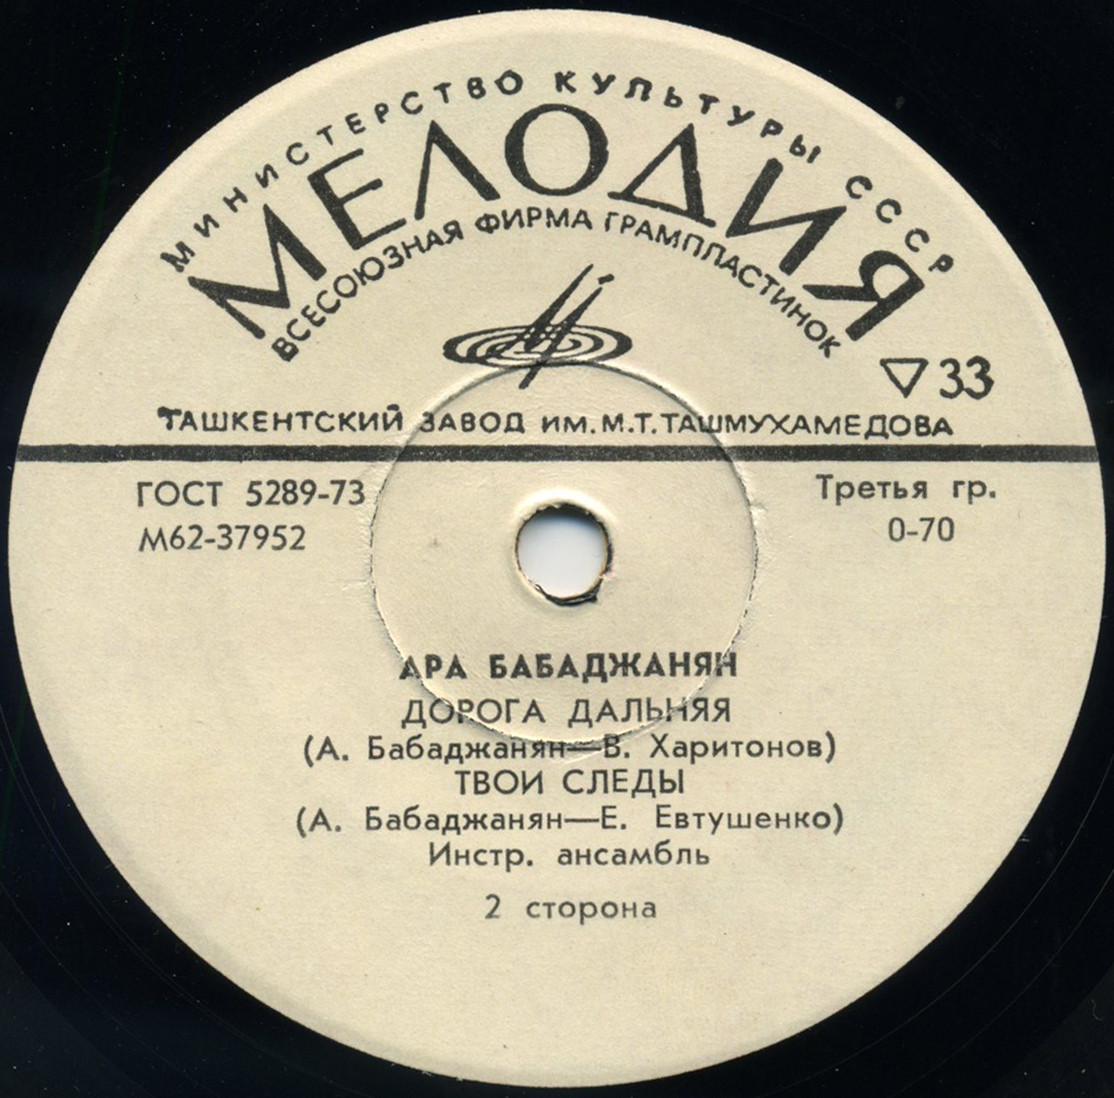 МИНИСТЕРСТВО КУЛЬТУРЫ СССР
МЕЛОДИЯ
ВСЕСОЮЗНАЯ ФИРМА ГРАМПЛАСТИНОК
▽ 33
ТАШКЕНТСКИЙ ЗАВОД ИМ. М.Т. ТАШМУХАМЕДОВА
ГОСТ 5289-73
Третья гр.
М62-37952
0-70
АРА БАБАДЖАНЯН
ДОРОГА ДАЛЬНЯЯ
(А. Бабаджанян—В. Харитонов)
ТВОИ СЛЕДЫ
(А. Бабаджанян—Е. Евтушенко)
Инстр. ансамбль
2 сторона